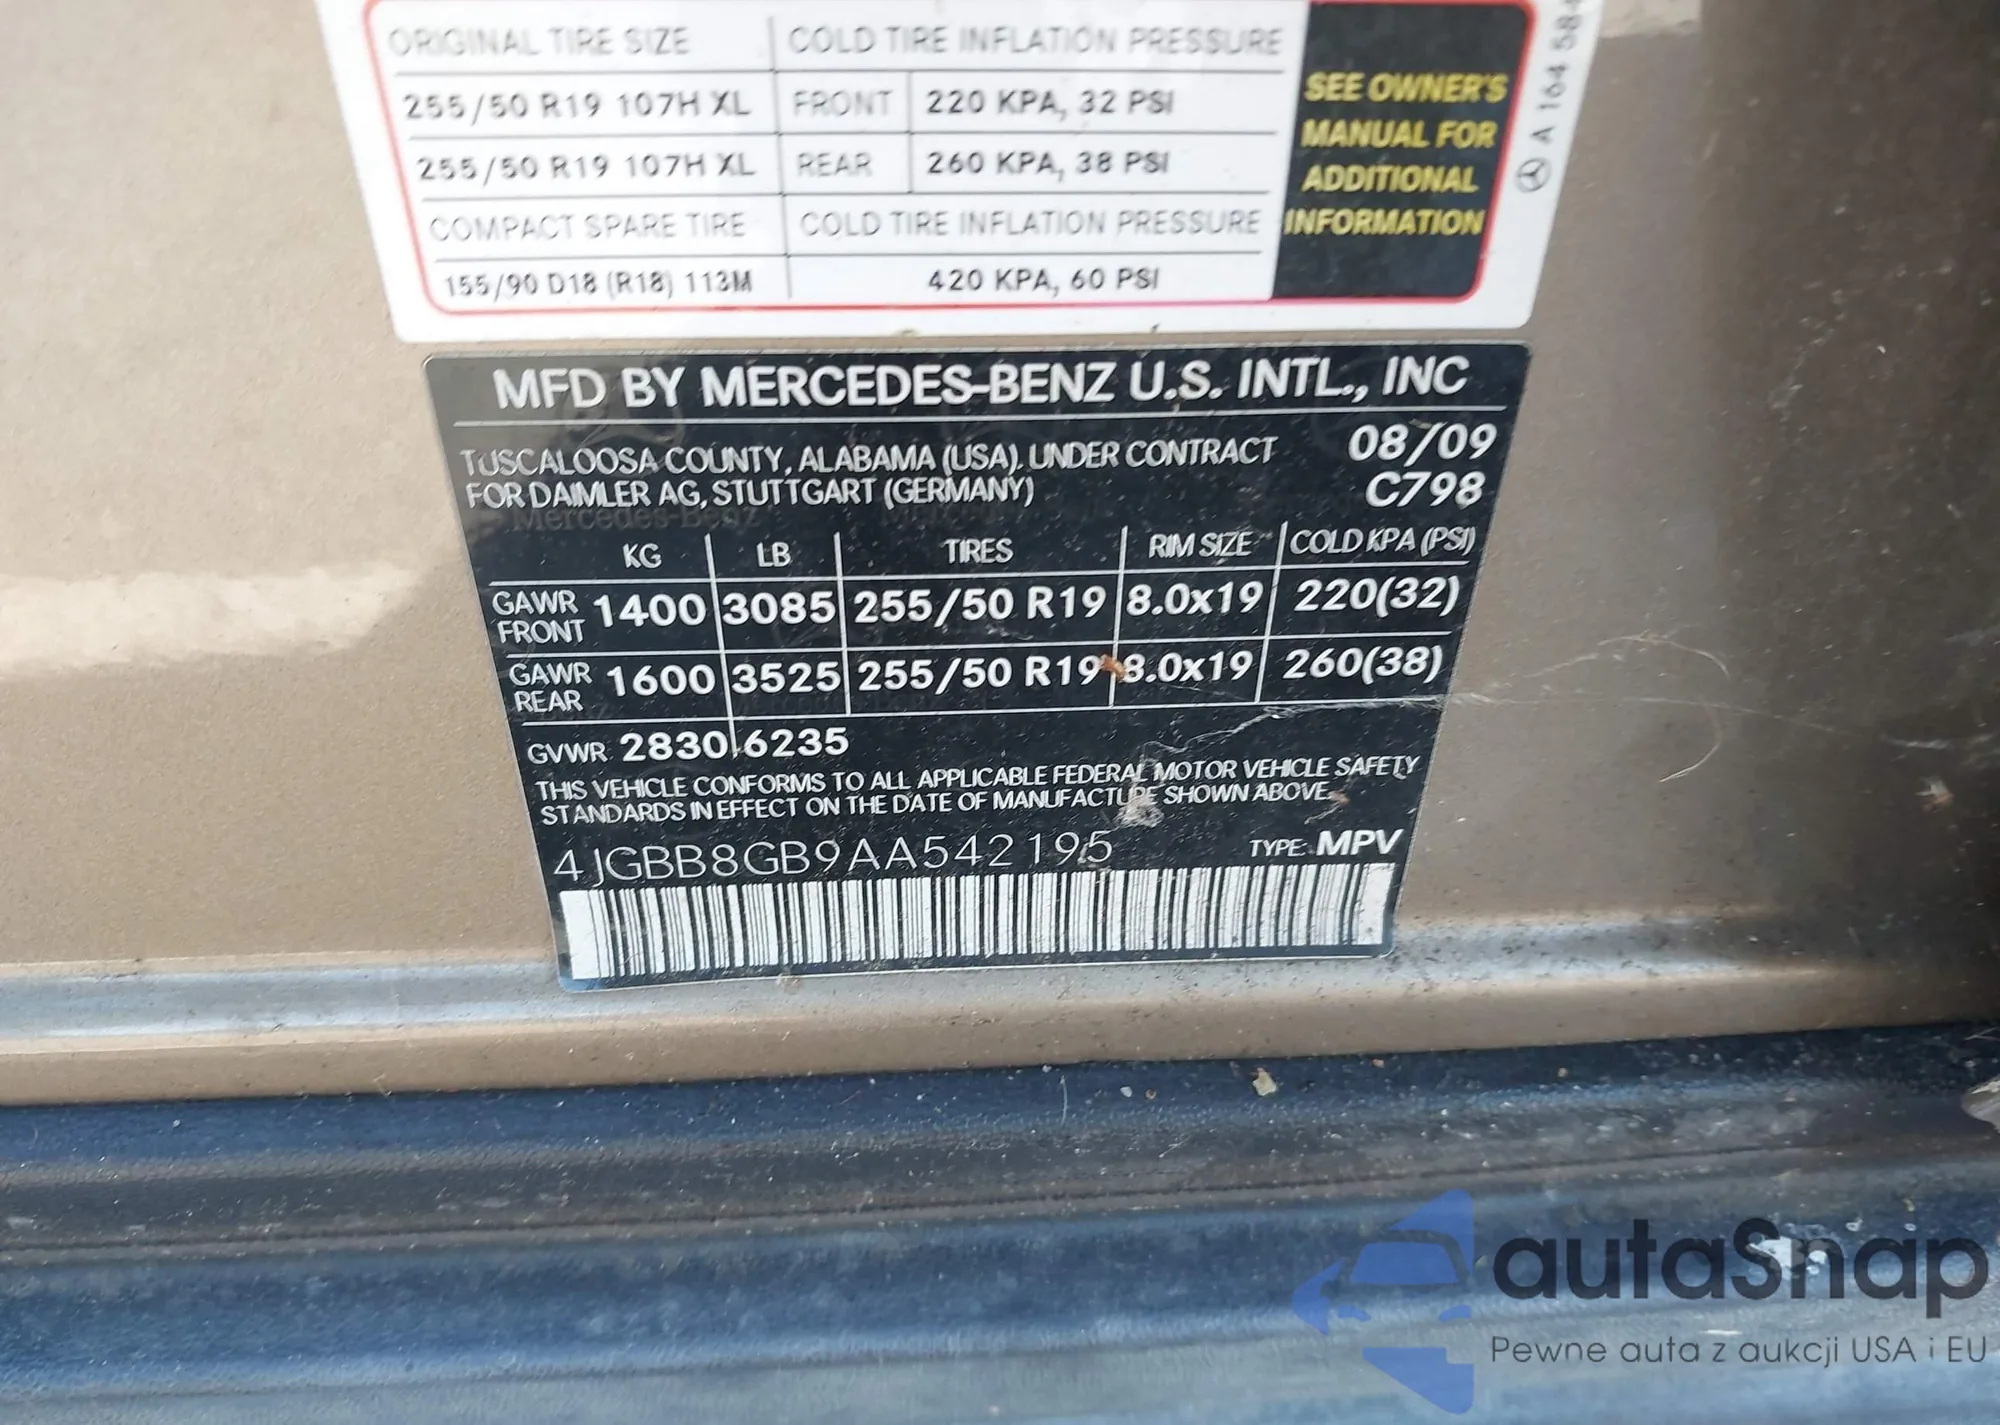 ORIGINAL TIRE SIZE COLD TIRE INFLATION PRESSURE
255/50 R19 107H XL FRONT 220 KPA, 32 PSI
255/50 R19 107H XL REAR 260 KPA, 38 PSI
COMPACT SPARE TIRE COLD TIRE INFLATION PRESSURE
155/90 D18 (R18) 113M 420 KPA, 60 PSI
SEE OWNER'S
MANUAL FOR
ADDITIONAL
INFORMATION
A 164 584
MFD BY MERCEDES-BENZ U.S. INTL., INC
TUSCALOOSA COUNTY, ALABAMA (USA), UNDER CONTRACT 08/09
FOR DAIMLER AG, STUTTGART (GERMANY) C798
KG LB TIRES RIM SIZE COLD KPA (PSI)
GAWR FRONT 1400 3085 255/50 R19 8.0x19 220(32)
GAWR REAR 1600 3525 255/50 R19 8.0x19 260(38)
GVWR 2830 6235
THIS VEHICLE CONFORMS TO ALL APPLICABLE FEDERAL MOTOR VEHICLE SAFETY
STANDARDS IN EFFECT ON THE DATE OF MANUFACTURE SHOWN ABOVE.
4JGBB8GB9AA542195 TYPE: MPV
autaSnap
Pewne auta z aukcji USA i EU